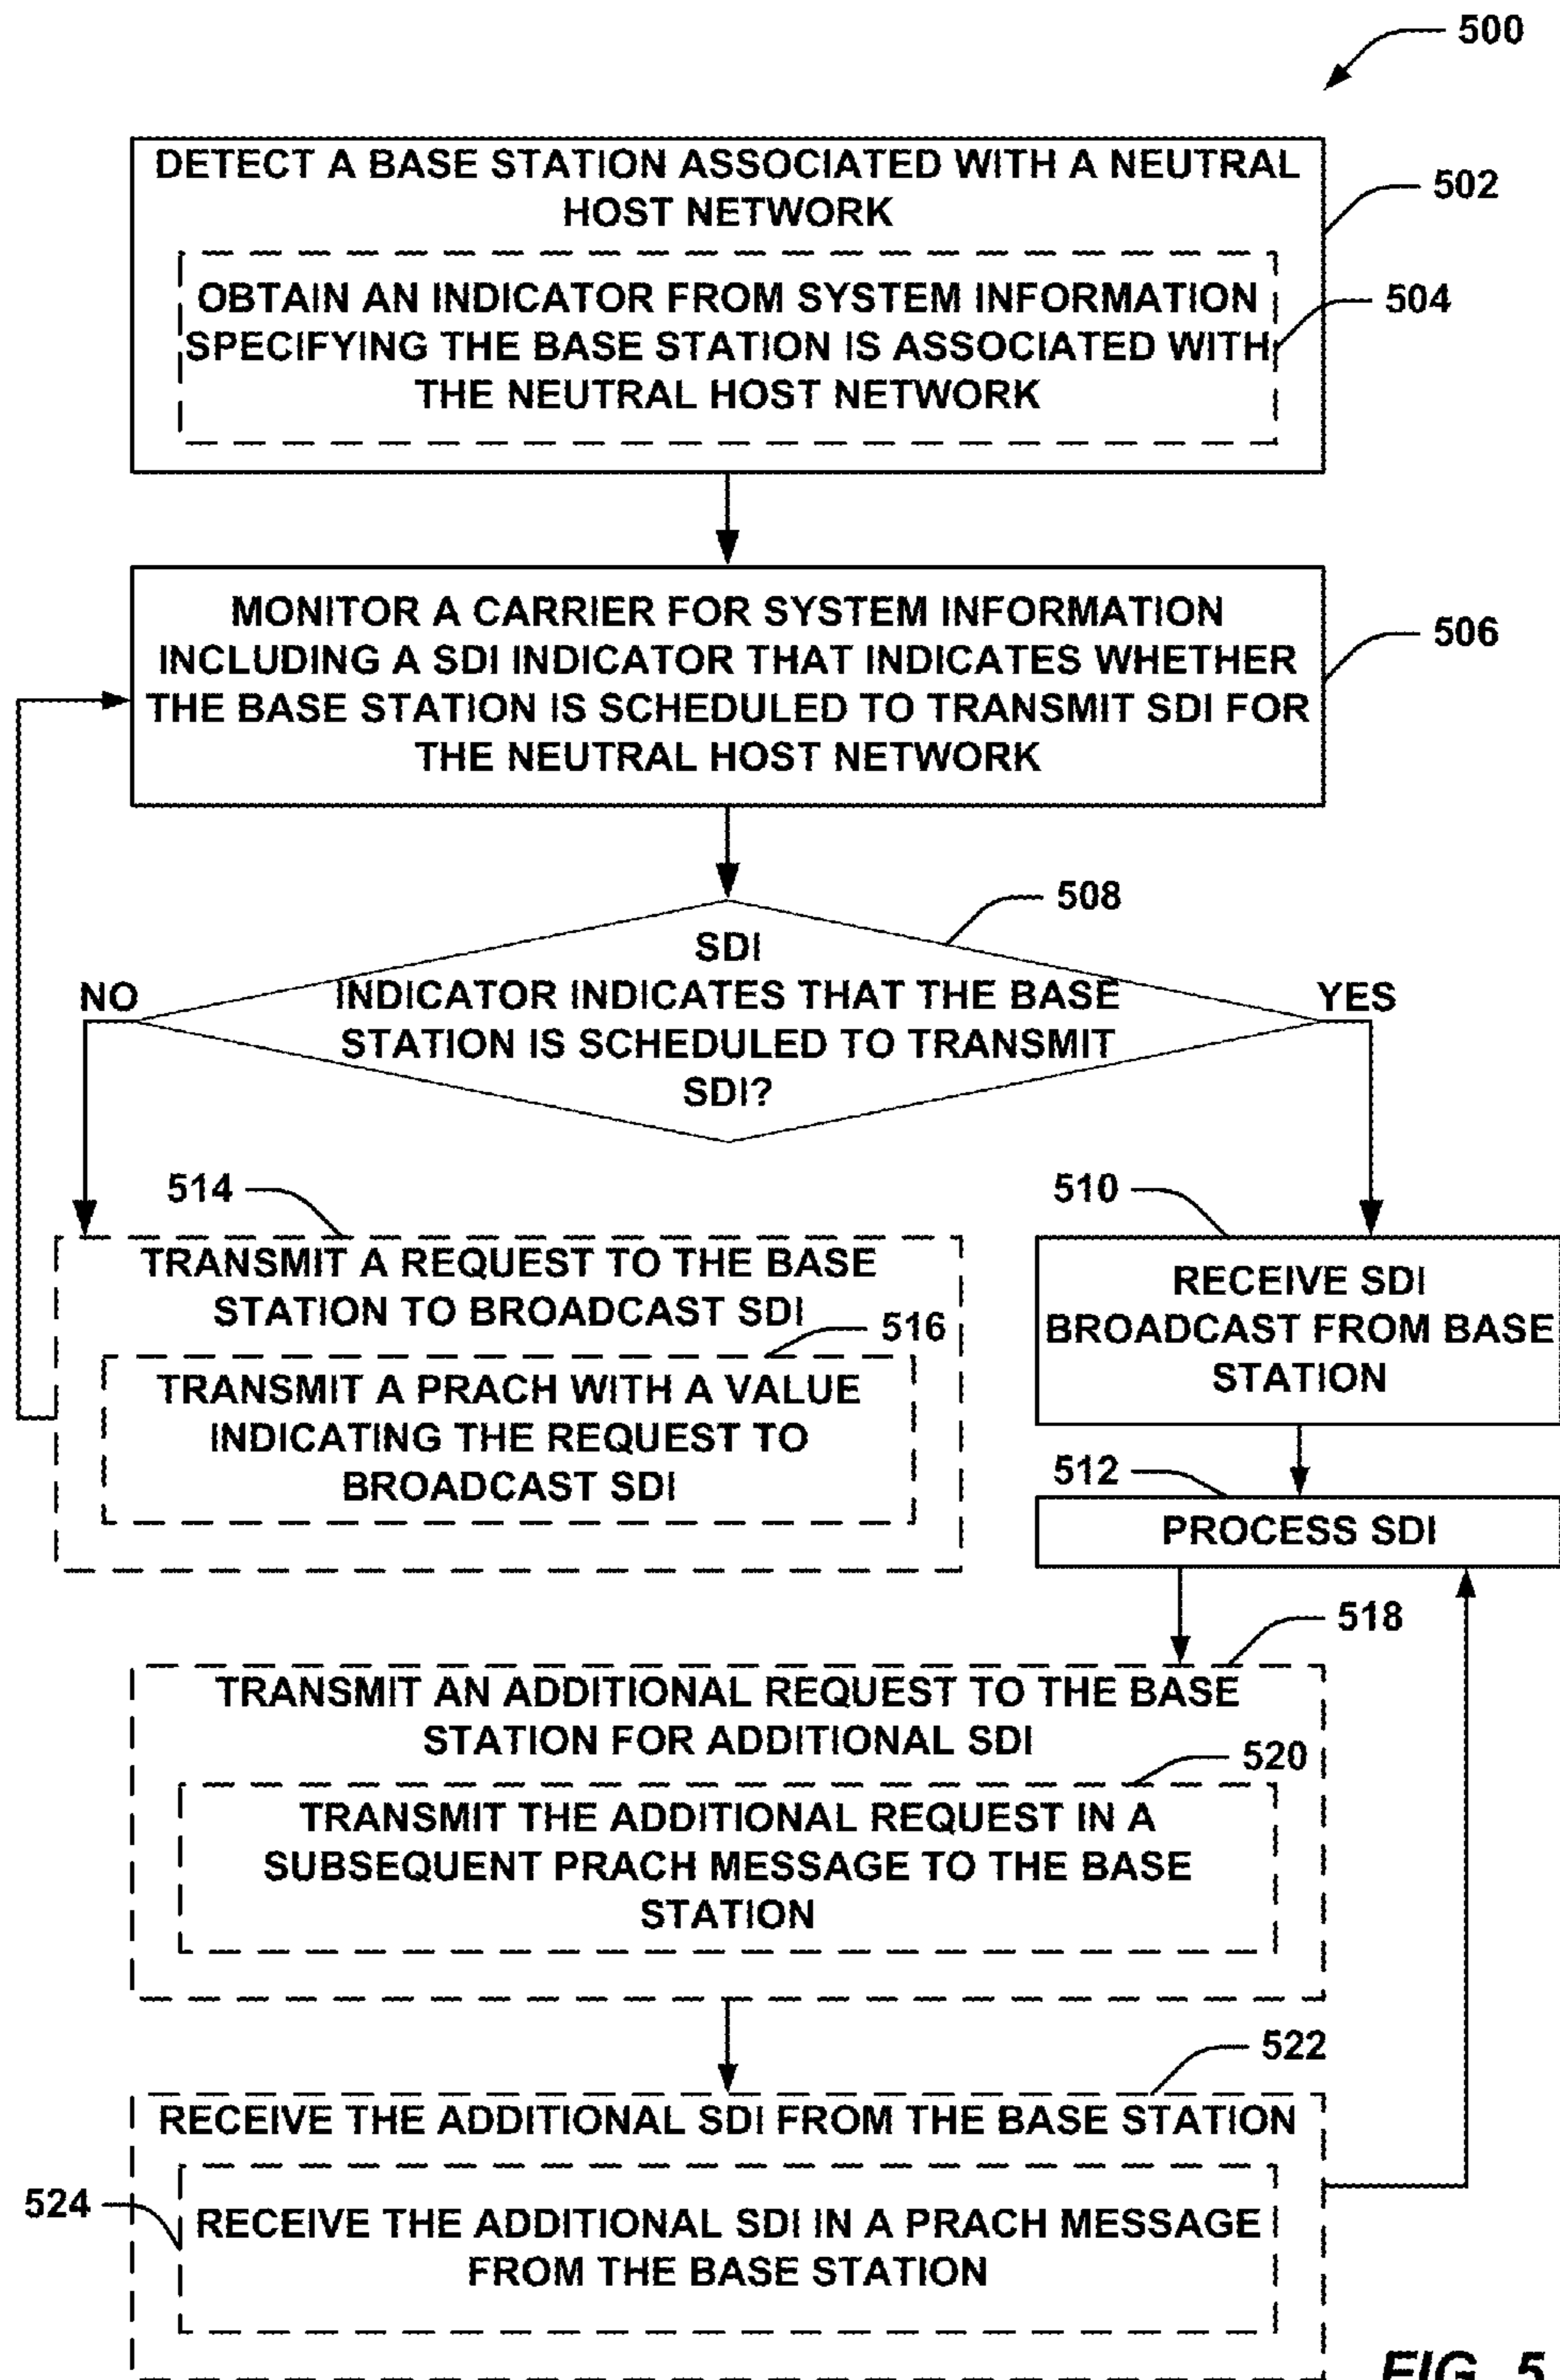 500
DETECT A BASE STATION ASSOCIATED WITH A NEUTRAL
HOST NETWORK
502
OBTAIN AN INDICATOR FROM SYSTEM INFORMATION
SPECIFYING THE BASE STATION IS ASSOCIATED WITH
THE NEUTRAL HOST NETWORK
504
MONITOR A CARRIER FOR SYSTEM INFORMATION
INCLUDING A SDI INDICATOR THAT INDICATES WHETHER
THE BASE STATION IS SCHEDULED TO TRANSMIT SDI FOR
THE NEUTRAL HOST NETWORK
506
508
SDI
INDICATOR INDICATES THAT THE BASE
STATION IS SCHEDULED TO TRANSMIT
SDI?
NO
YES
514
TRANSMIT A REQUEST TO THE BASE
STATION TO BROADCAST SDI
516
TRANSMIT A PRACH WITH A VALUE
INDICATING THE REQUEST TO
BROADCAST SDI
510
RECEIVE SDI
BROADCAST FROM BASE
STATION
512
PROCESS SDI
518
TRANSMIT AN ADDITIONAL REQUEST TO THE BASE
STATION FOR ADDITIONAL SDI
520
TRANSMIT THE ADDITIONAL REQUEST IN A
SUBSEQUENT PRACH MESSAGE TO THE BASE
STATION
522
RECEIVE THE ADDITIONAL SDI FROM THE BASE STATION
524
RECEIVE THE ADDITIONAL SDI IN A PRACH MESSAGE
FROM THE BASE STATION
FIG. 5